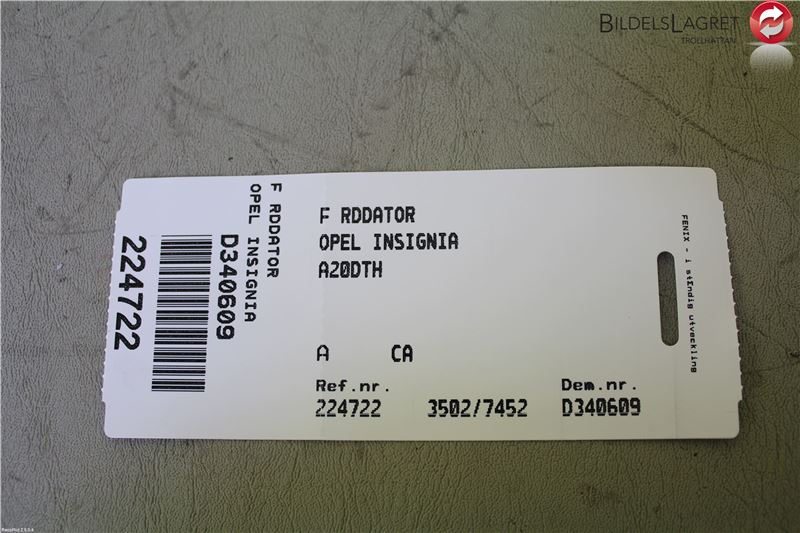 BILDELSLAGRET
TROLLHÄTTAN
F RDDATOR
OPEL INSIGNIA
D340609
224722
F RDDATOR
OPEL INSIGNIA
A20DTH
A CA
Ref.nr. Dem.nr.
224722 3502/7452 D340609
FENIX - i stEndig utveckling